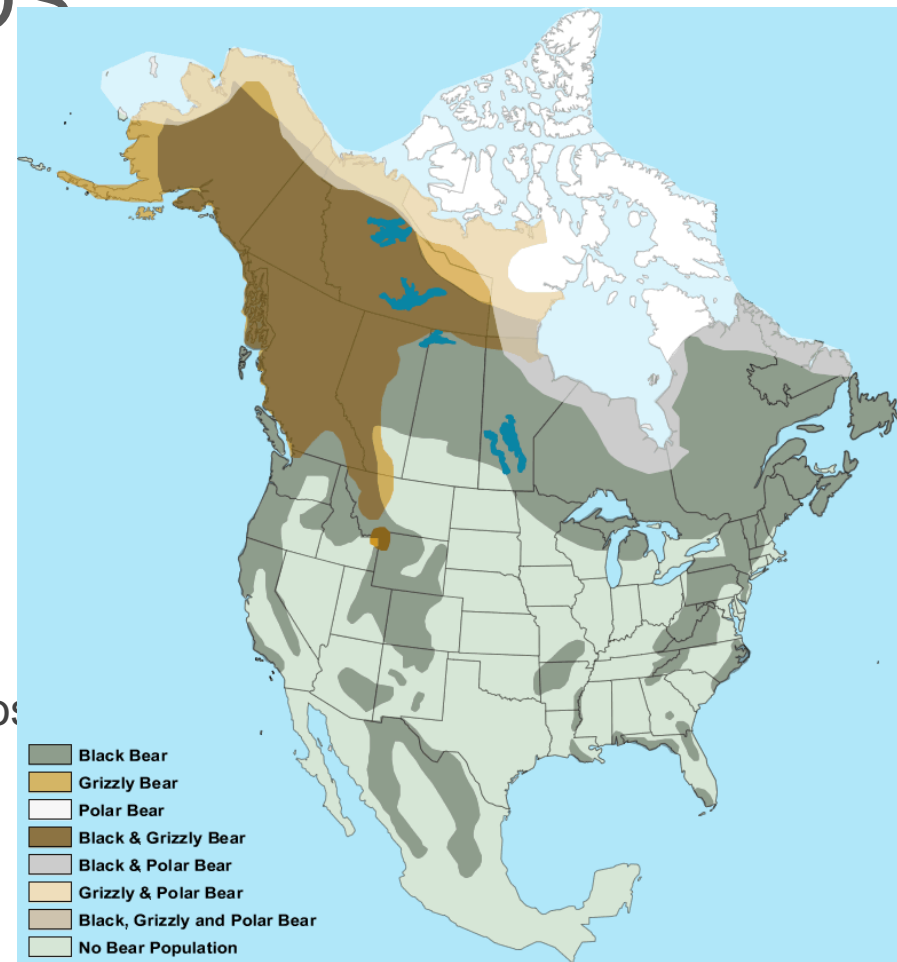 Black Bear
Grizzly Bear
Polar Bear
Black & Grizzly Bear
Black & Polar Bear
Grizzly & Polar Bear
Black, Grizzly and Polar Bear
No Bear Population